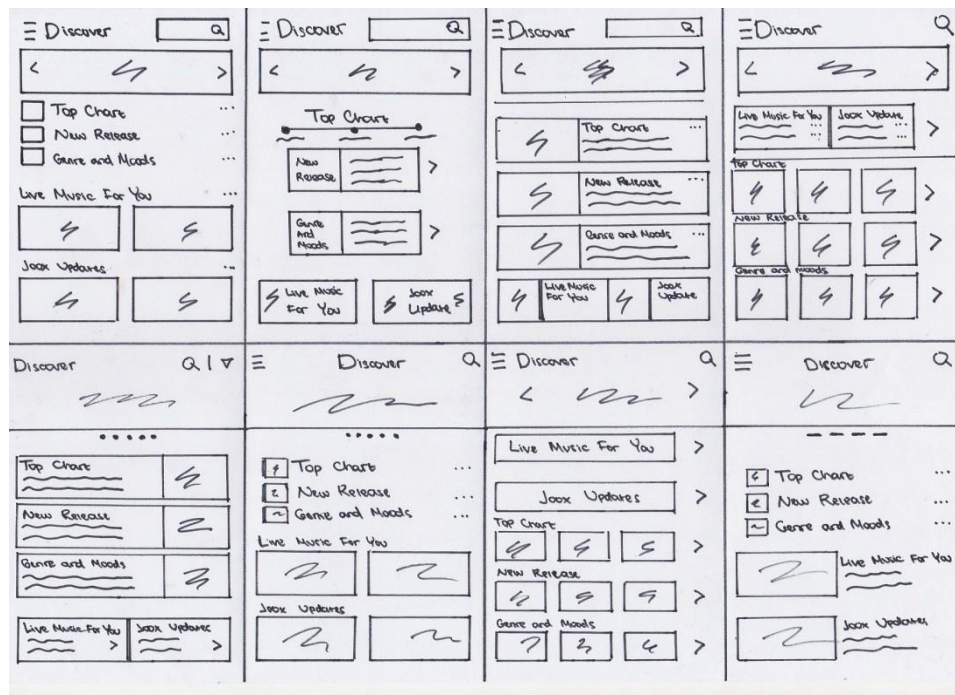 Discover
Top Chart
New Release
Genre and Moods
Live Music For You
Joox Updates
Discover
Top Chart
New
Release
Genre
And
Moods
Live Music
For You
Joox
Update
Discover
Top Chart
New Release
Genre and Moods
Live Music
For You
Joox
Update
Discover
Live Music For You
Joox Update
Top Chart
New Release
Genre and moods
Discover
Top Chart
New Release
Genre and Moods
Live Music For You
Joox Updates
Discover
Top Chart
New Release
Genre and Moods
Live Music For You
Joox Updates
Discover
Live Music For You
Joox Updates
Top Chart
New Release
Genre and Moods
Discover
Top Chart
New Release
Genre and Moods
Live Music For You
Joox Updates